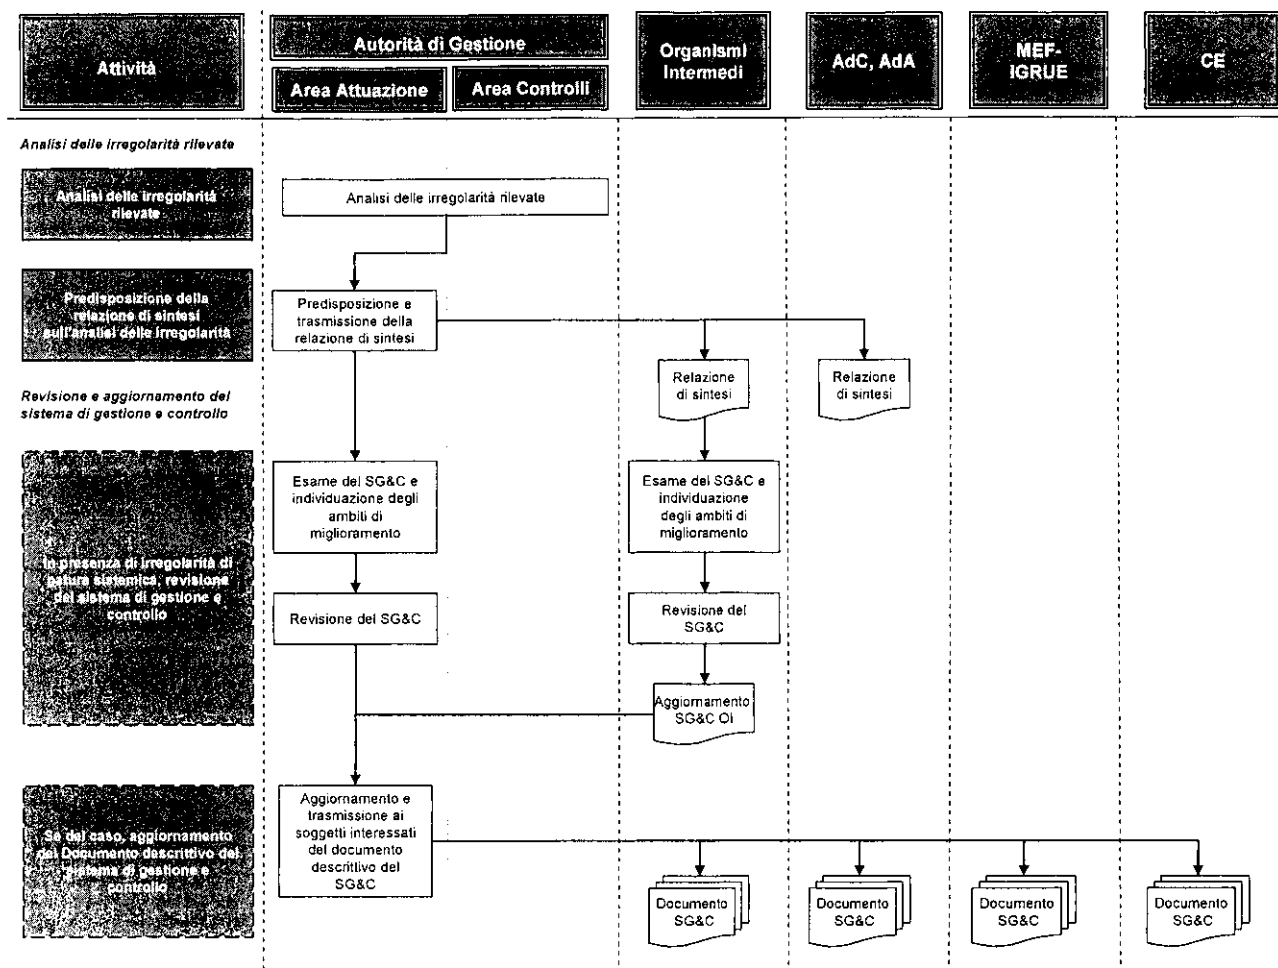 Attività
Autorità di Gestione
Area Attuazione
Area Controlli
Organismi
Intermedi
AdC, AdA
MEF-
IGRUE
CE
Analisi delle irregolarità rilevate
Analisi delle irregolarità
rilevate
Analisi delle irregolarità rilevate
Predisposizione della
relazione di sintesi
sull'analisi delle irregolarità
Predisposizione e
trasmissione della
relazione di sintesi
Relazione
di sintesi
Relazione
di sintesi
Revisione e aggiornamento del
sistema di gestione e controllo
In presenza di irregolarità di
natura sistemica, revisione
del sistema di gestione e
controllo
Esame del SG&C e
individuazione degli
ambiti di
miglioramento
Esame del SG&C e
individuazione
degli ambiti di
miglioramento
Revisione del SG&C
Revisione del
SG&C
Aggiornamento
SG&C OI
Se del caso, aggiornamento
del Documento descrittivo del
sistema di gestione e
controllo
Aggiornamento e
trasmissione ai
soggetti interessati
del documento
descrittivo del
SG&C
Documento
SG&C
Documento
SG&C
Documento
SG&C
Documento
SG&C